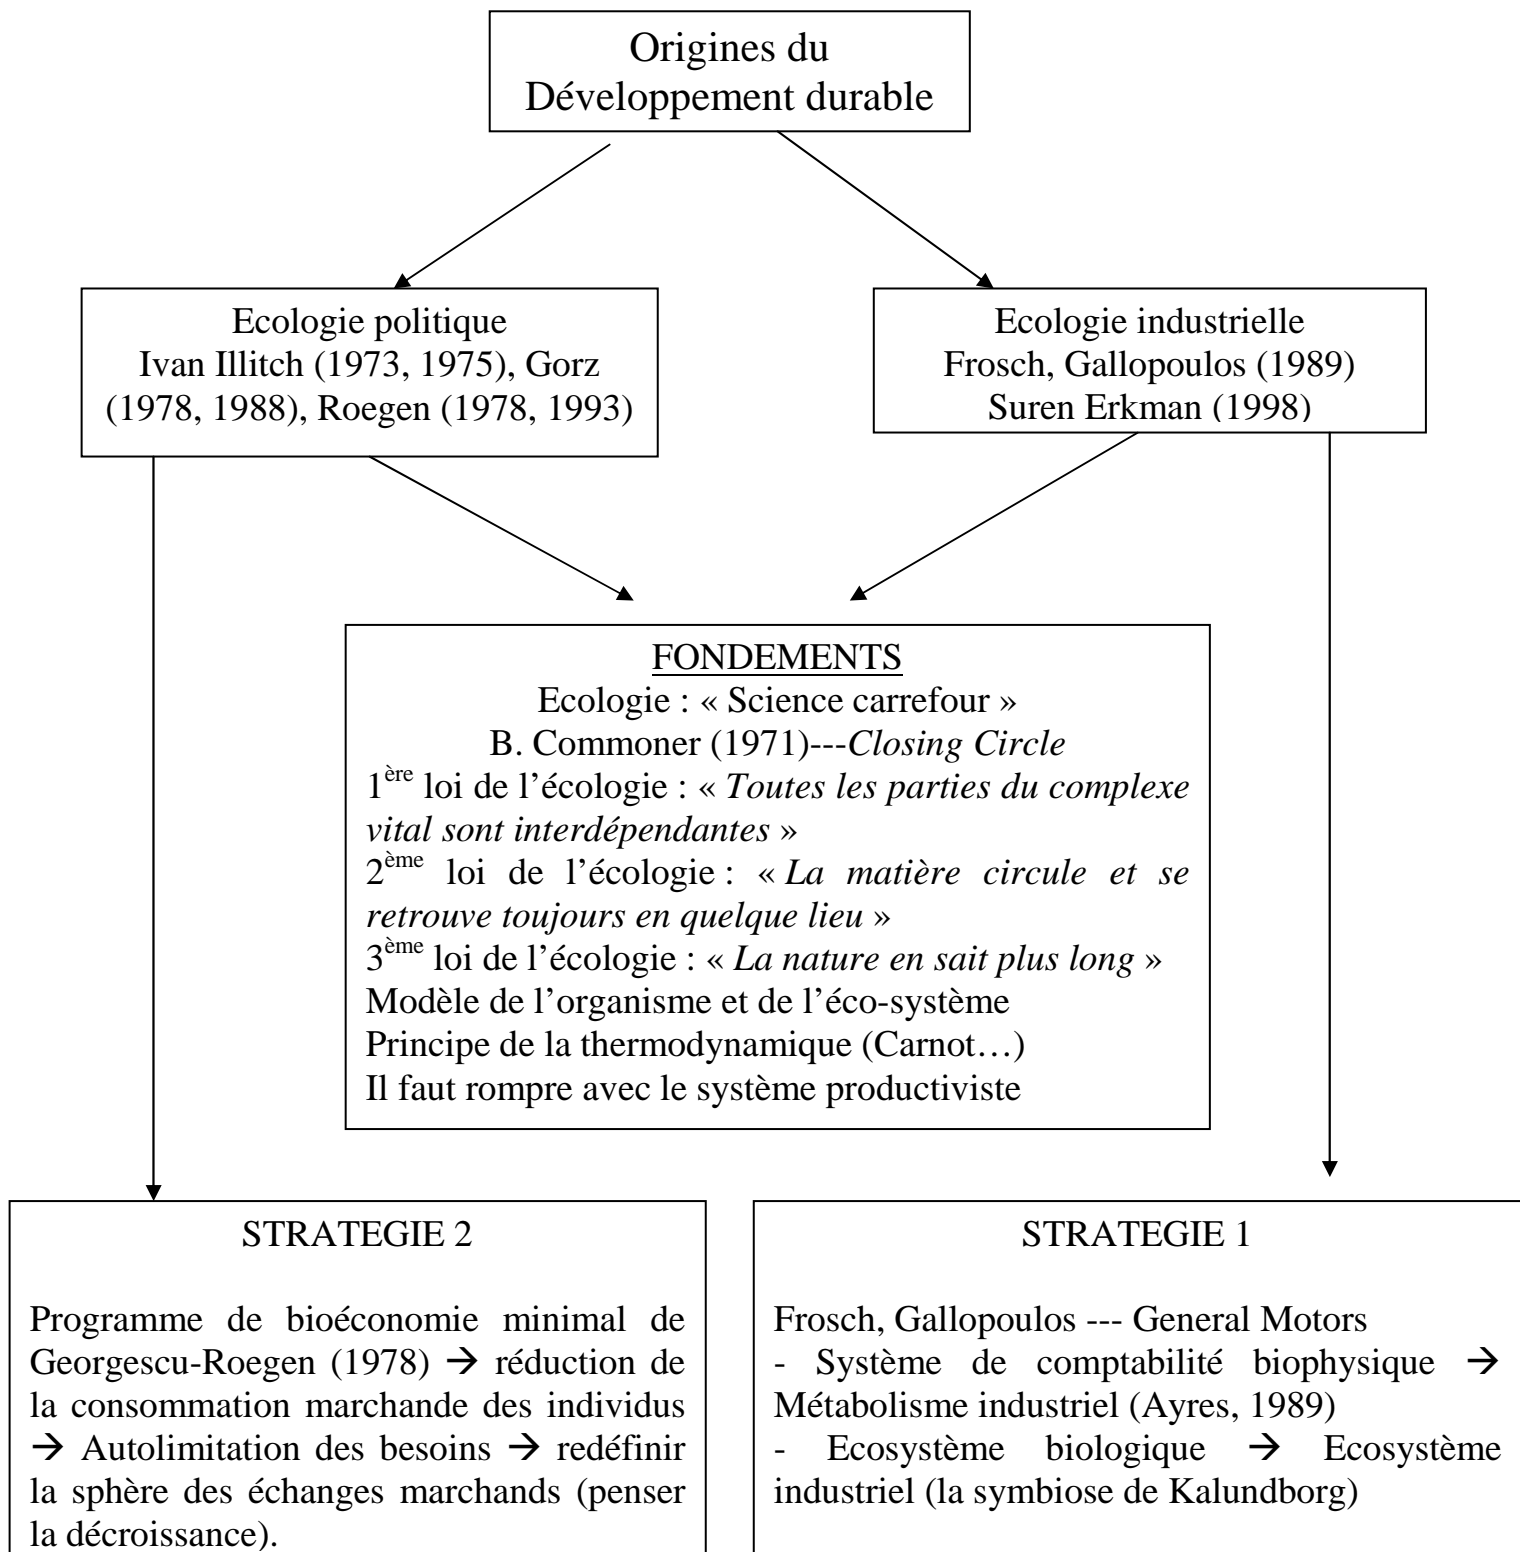 Origines du
Développement durable
Ecologie politique
Ivan Illitch (1973, 1975), Gorz
(1978, 1988), Roegen (1978, 1993)
Ecologie industrielle
Frosch, Gallopoulos (1989)
Suren Erkman (1998)
FONDEMENTS
Ecologie : « Science carrefour »
B. Commoner (1971)---Closing Circle
1ère loi de l’écologie : « Toutes les parties du complexe
vital sont interdépendantes »
2ème loi de l’écologie : « La matière circule et se
retrouve toujours en quelque lieu »
3ème loi de l’écologie : « La nature en sait plus long »
Modèle de l’organisme et de l’éco-système
Principe de la thermodynamique (Carnot…)
Il faut rompre avec le système productiviste
STRATEGIE 2
Programme de bioéconomie minimal de
Georgescu-Roegen (1978) → réduction de
la consommation marchande des individus
→ Autolimitation des besoins → redéfinir
la sphère des échanges marchands (penser
la décroissance).
STRATEGIE 1
Frosch, Gallopoulos --- General Motors
- Système de comptabilité biophysique →
Métabolisme industriel (Ayres, 1989)
- Ecosystème biologique → Ecosystème
industriel (la symbiose de Kalundborg)